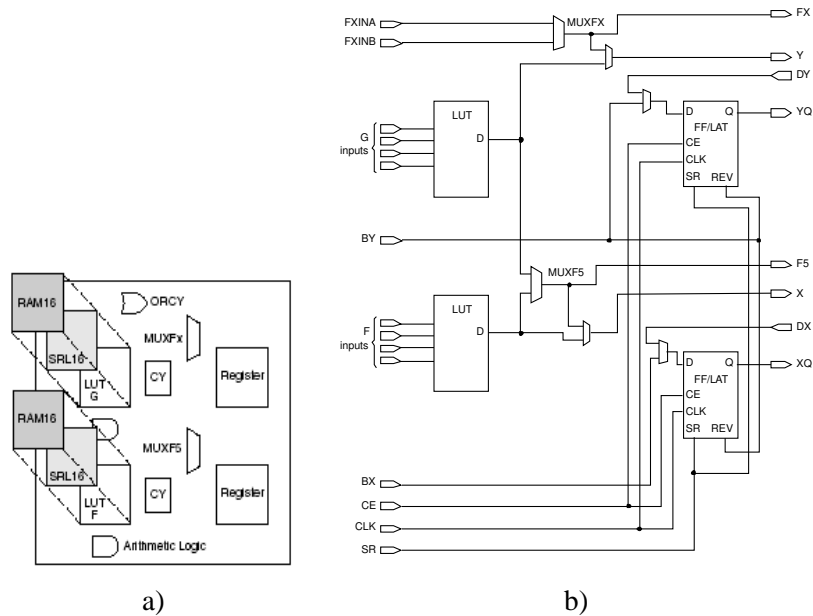 RAM16
ORCY
MUXFx
SRL16
LUT
G
CY
Register
RAM16
MUXF5
SRL16
LUT
F
CY
Register
Arithmetic Logic
a)
FXINA
FXINB
MUXFX
FX
Y
DY
G
inputs
LUT
D
D
Q
FF/LAT
CE
CLK
SR
REV
YQ
BY
MUXF5
F5
X
F
inputs
LUT
D
DX
D
Q
FF/LAT
CE
CLK
SR
REV
XQ
BX
CE
CLK
SR
b)